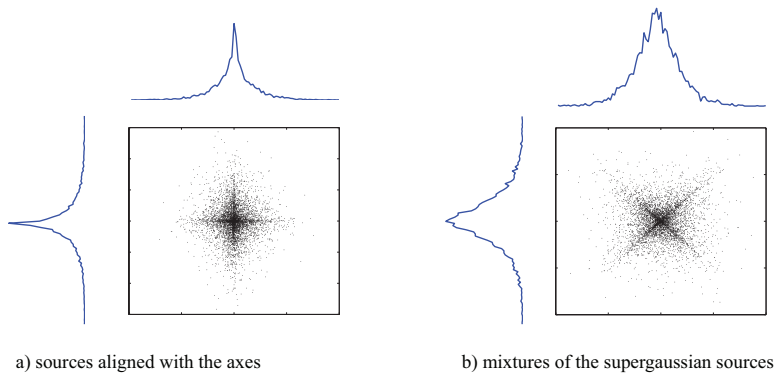 a) sources aligned with the axes
b) mixtures of the supergaussian sources